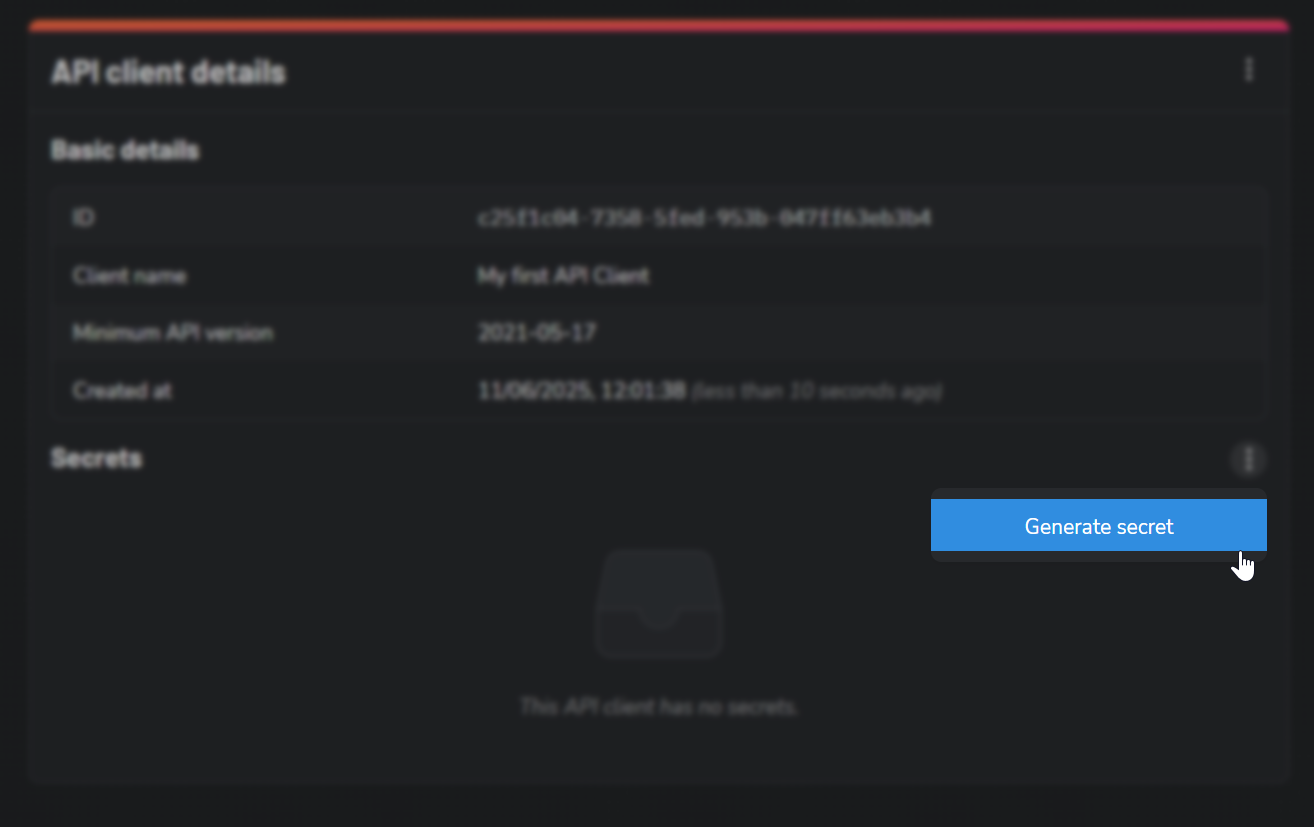 API client details
Basic details
ID c25f1c04-7358-5fed-953b-047ff63eb3b4
Client name My first API Client
Minimum API version 2021-05-17
Created at 11/06/2025, 12:01:38 (less than 10 seconds ago)
Secrets
Generate secret
This API client has no secrets.